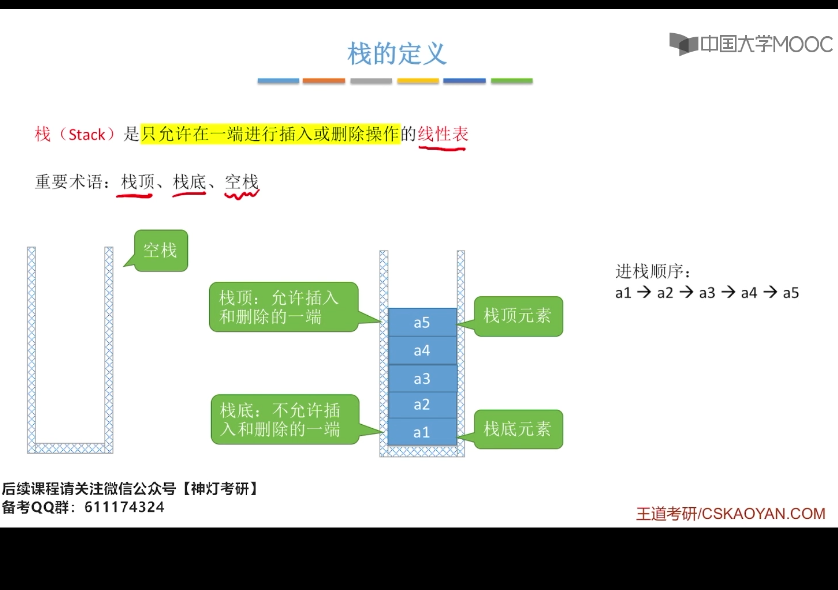 栈的定义
中国大学MOOC
栈（Stack）是只允许在一端进行插入或删除操作的线性表
重要术语：栈顶、栈底、空栈
空栈
栈顶：允许插入
和删除的一端
栈底：不允许插
入和删除的一端
a5
a4
a3
a2
a1
栈顶元素
栈底元素
进栈顺序：
a1 → a2 → a3 → a4 → a5
后续课程请关注微信公众号【神灯考研】
备考QQ群：611174324
王道考研/CSKAOYAN.COM